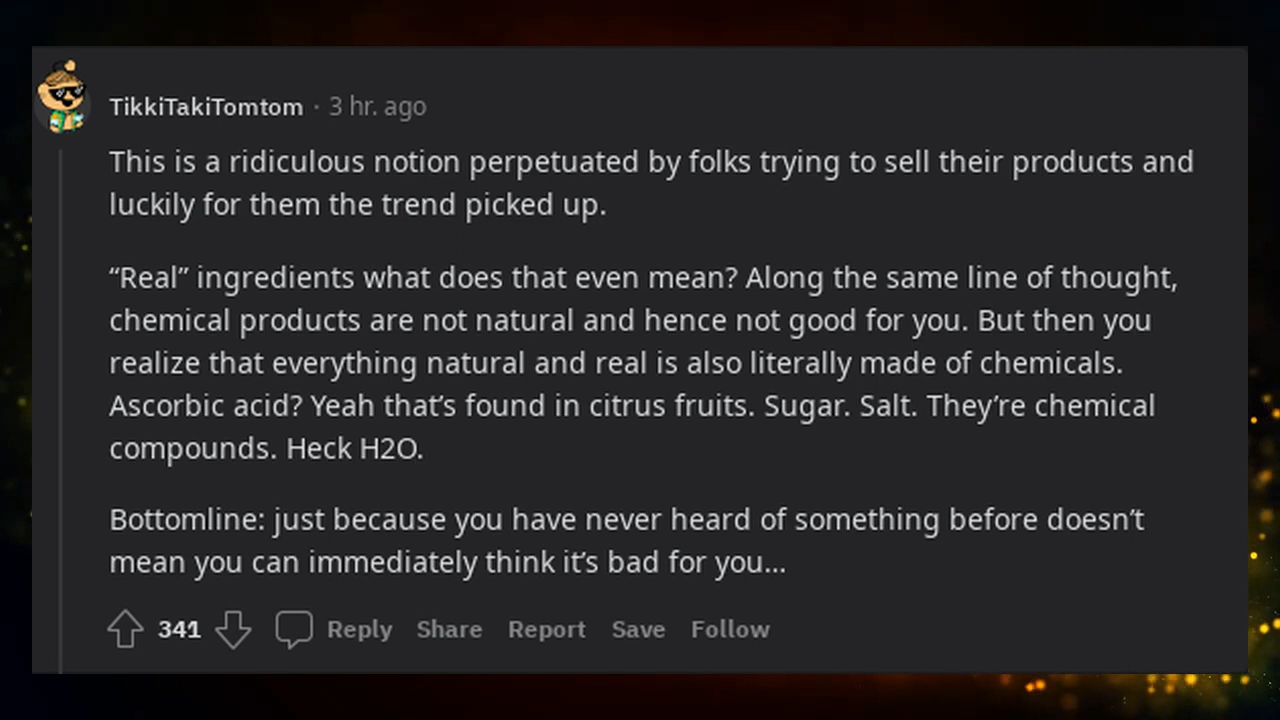 TikkiTakiTomtom · 3 hr. ago
This is a ridiculous notion perpetuated by folks trying to sell their products and
luckily for them the trend picked up.
“Real” ingredients what does that even mean? Along the same line of thought,
chemical products are not natural and hence not good for you. But then you
realize that everything natural and real is also literally made of chemicals.
Ascorbic acid? Yeah that’s found in citrus fruits. Sugar. Salt. They’re chemical
compounds. Heck H2O.
Bottomline: just because you have never heard of something before doesn’t
mean you can immediately think it’s bad for you...
341 Reply Share Report Save Follow